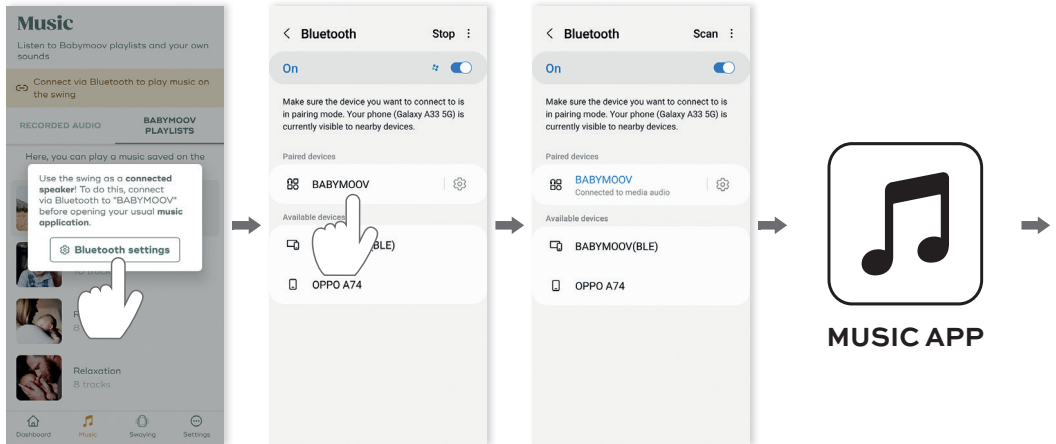 Music
Listen to Babymoov playlists and your own
sounds
Connect via Bluetooth to play music on
the swing
RECORDED AUDIO
BABYMOOV
PLAYLISTS
Here, you can play a music saved on the
Use the swing as a connected
speaker! To do this, connect
via Bluetooth to "BABYMOOV"
before opening your usual music
application.
Bluetooth settings
10 tracks
8
Relaxation
8 tracks
Dashboard
Music
Swaying
Settings
Bluetooth
Stop
On
Make sure the device you want to connect to is
in pairing mode. Your phone (Galaxy A33 5G) is
currently visible to nearby devices.
Paired devices
BABYMOOV
Available devices
(BLE)
OPPO A74
Bluetooth
Scan
On
Make sure the device you want to connect to is
in pairing mode. Your phone (Galaxy A33 5G) is
currently visible to nearby devices.
Paired devices
BABYMOOV
Connected to media audio
Available devices
BABYMOOV(BLE)
OPPO A74
MUSIC APP